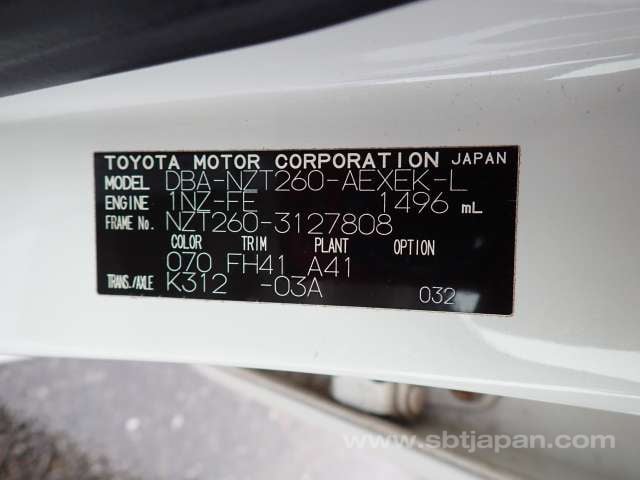 TOYOTA MOTOR CORPORATION JAPAN
MODEL DBA-NZT260-AEXEK-L
ENGINE 1NZ-FE 1496 mL
FRAME No. NZT260-3127808
COLOR TRIM PLANT OPTION
070 FH41 A41
TRANS./AXLE K312 -03A 032
www.sbtjapan.com